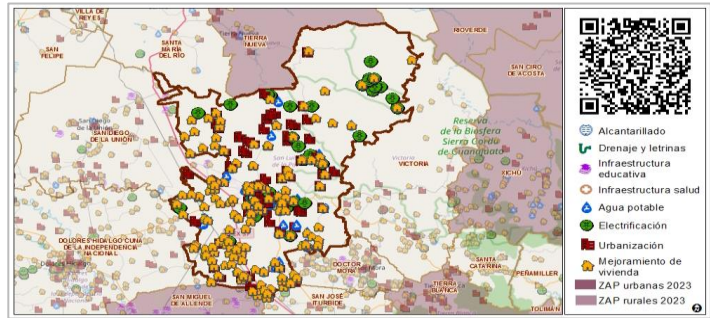 VILLA DE
REYES
SANTA
MARÍA
DEL RÍO
TIERRA
NUEVA
RIOVERDE
SAN
FELIPE
SAN CIRO
DE ACOSTA
Reserva
de la Biosfera
Sierra Gorda
de Guanajuato
SAN DIEGO
DE LA UNIÓN
Victoria
VICTORIA
XICHÚ
DOLORES HIDALGO CUNA
DE LA INDEPENDENCIA
NACIONAL
DOCTOR
MORA
SANTA
CATARINA
PEÑAMILLER
TIERRA
BLANCA
SAN MIGUEL
DE ALLENDE
SAN JOSÉ
ITURBIDE
TOLIMÁN
Alcantarillado
Drenaje y letrinas
Infraestructura
educativa
Infraestructura salud
Agua potable
Electrificación
Urbanización
Mejoramiento de
vivienda
ZAP urbanas 2023
ZAP rurales 2023